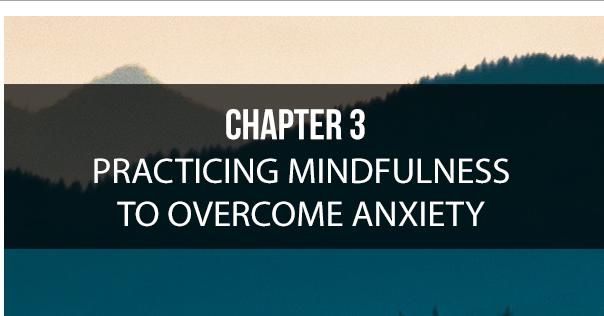 CHAPTER 3
PRACTICING MINDFULNESS
TO OVERCOME ANXIETY